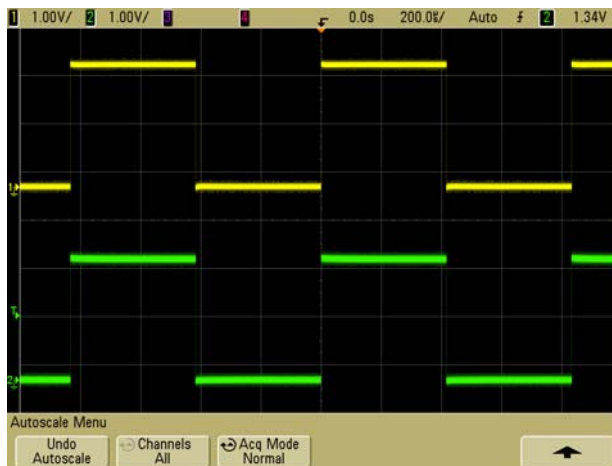 1 1.00V/ 2 1.00V/ 3 4 0.0s 200.0s/ Auto 2 1.34V
1
T
2
Autoscale Menu
Undo Autoscale
Channels All
Acq Mode Normal